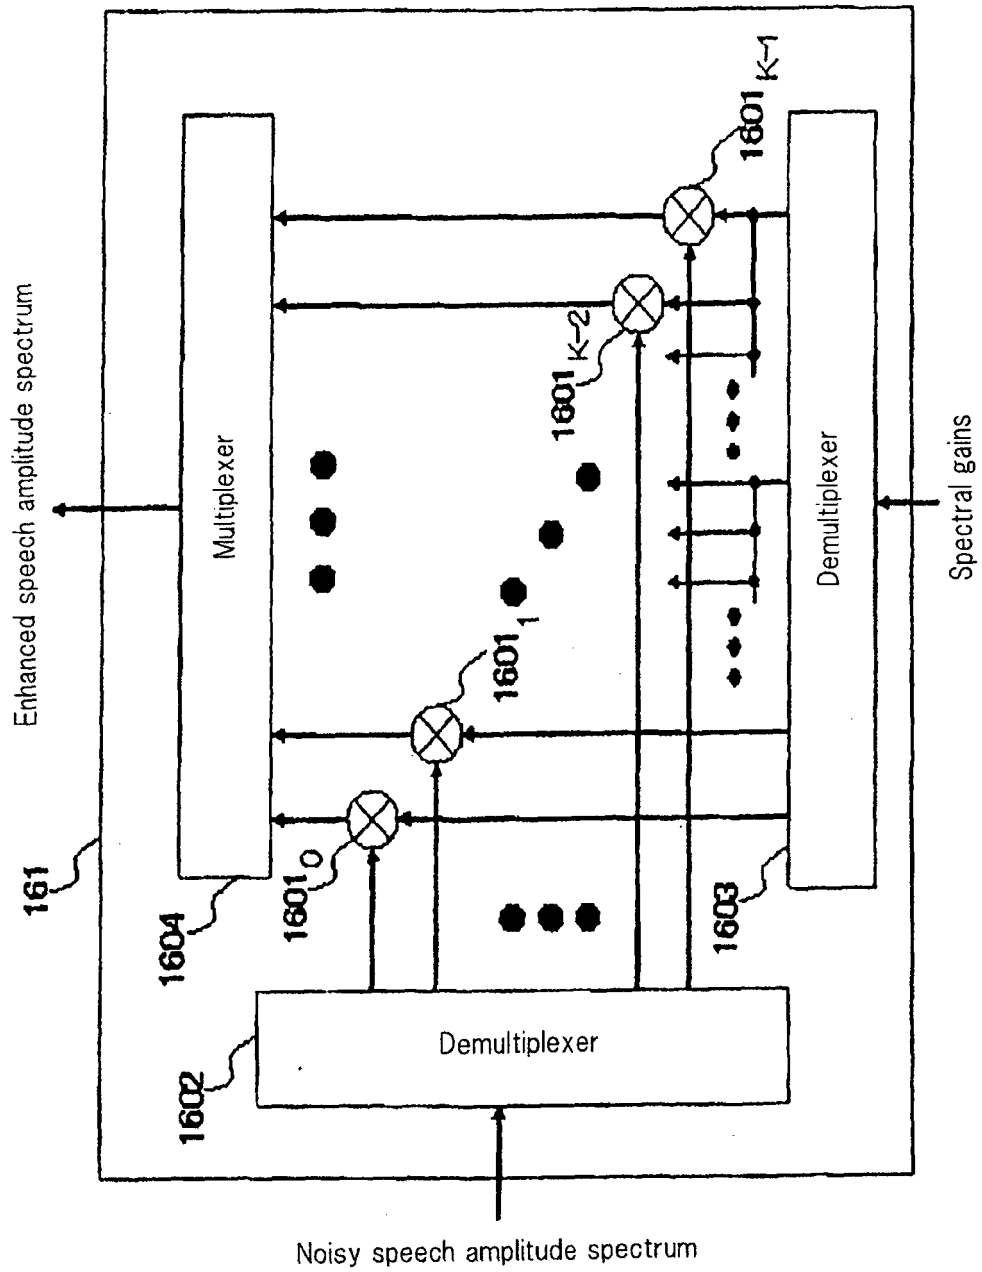 Enhanced speech amplitude spectrum
161
1604
Multiplexer
1601K-1
1601K-2
1601 1
1601 0
1602
Demultiplexer
1603
Demultiplexer
Spectral gains
Noisy speech amplitude spectrum